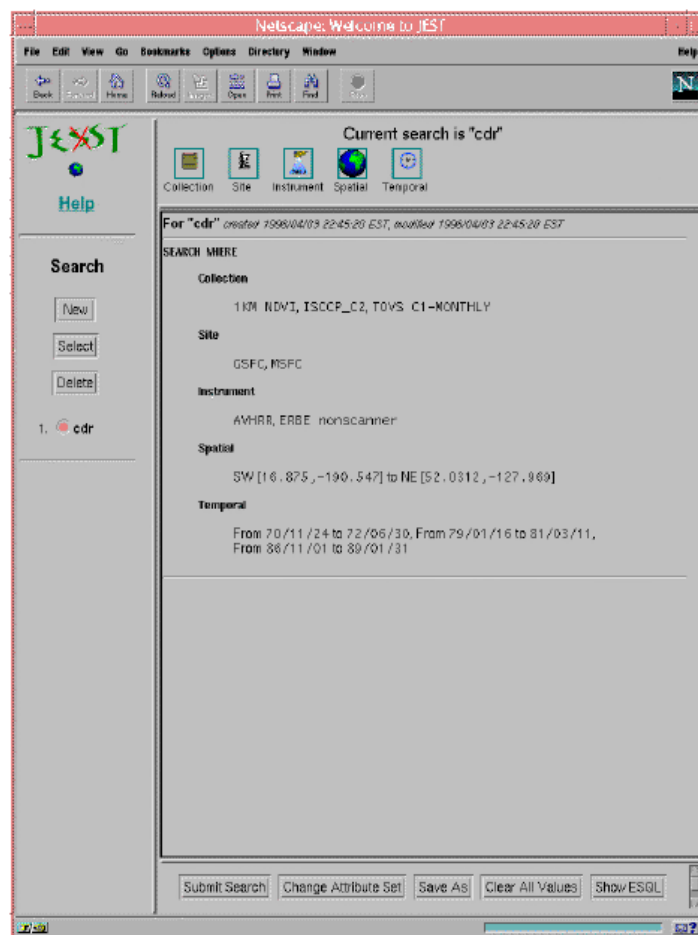 Netscape: Welcome to JEST
File Edit View Go Bookmarks Options Directory Window Help
Back Home Reload Open Print Find
N
JEST
Help
Search
New
Select
Delete
1. cdr
Current search is "cdr"
Collection Site Instrument Spatial Temporal
For "cdr" created 1996/04/03 22:45:20 EST, modified 1996/04/03 22:45:20 EST
SEARCH WHERE
Collection
1KM NDVI, ISCCP_C2, TOVS C1-MONTHLY
Site
GSFC, MSFC
Instrument
AVHRR, ERBE nonscanner
Spatial
SW [16.875,-190.547] to NE [52.0312,-127.969]
Temporal
From 70/11/24 to 72/06/30, From 79/01/16 to 81/03/11,
From 86/11/01 to 89/01/31
Submit Search Change Attribute Set Save As Clear All Values Show ESQL